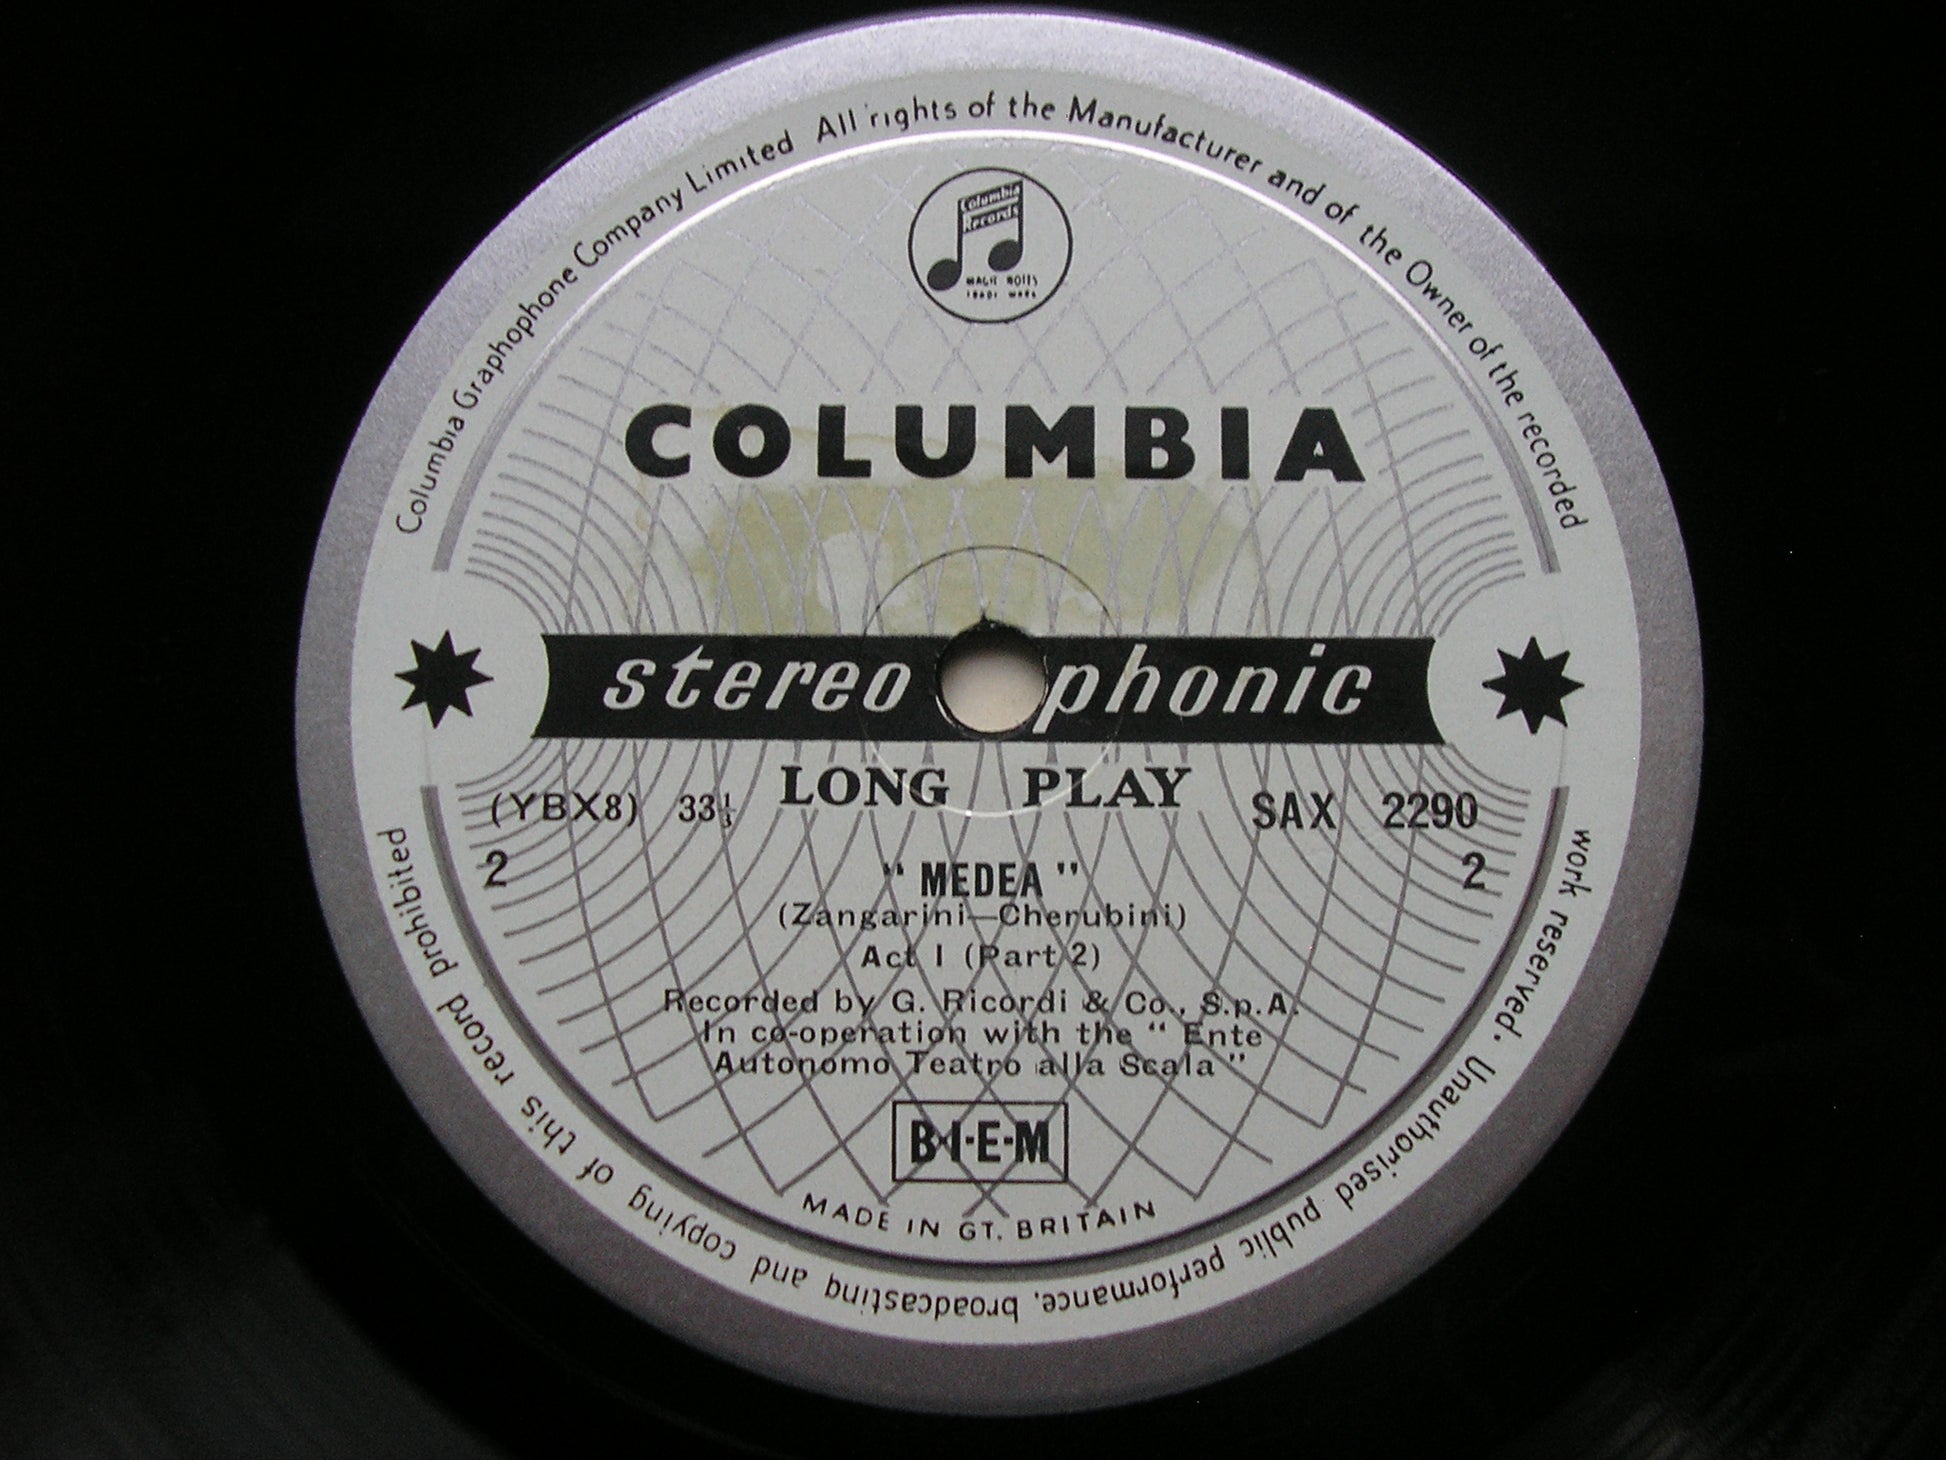 Columbia Graphophone Company Limited All rights of the Manufacturer and of the Owner of the recorded
work reserved. Unauthorised public performance, broadcasting and copying of this record prohibited
Columbia
Records
MAGIC NOTES
TRADE MARK
COLUMBIA
stereophonic
LONG PLAY
(YBX8) 33⅓ SAX 2290
2 2
" MEDEA "
(Zangarini—Cherubini)
Act I (Part 2)
Recorded by G. Ricordi & Co., S.p.A.
In co-operation with the " Ente
Autonomo Teatro alla Scala "
B·I·E·M
MADE IN GT. BRITAIN